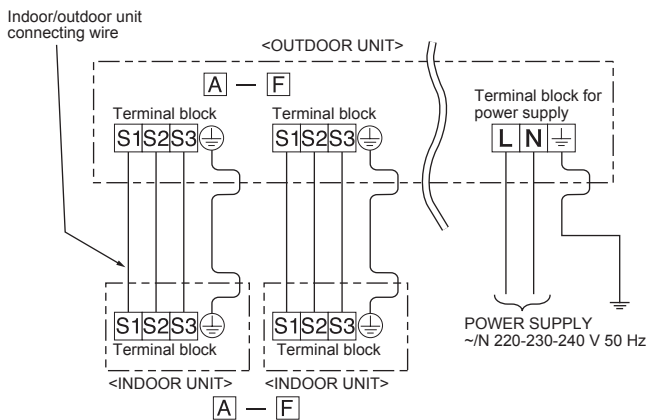 Indoor/outdoor unit
connecting wire
<OUTDOOR UNIT>
A — F
Terminal block
S1 S2 S3
Terminal block
S1 S2 S3
Terminal block for
power supply
L N
S1 S2 S3
Terminal block
<INDOOR UNIT>
S1 S2 S3
Terminal block
<INDOOR UNIT>
A — F
POWER SUPPLY
~/N 220-230-240 V 50 Hz